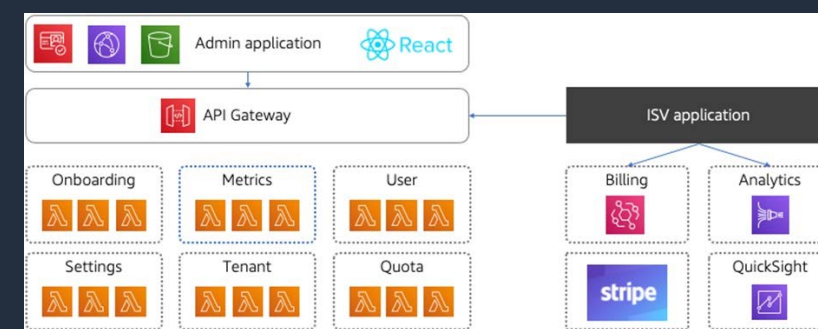 Admin application
React
API Gateway
ISV application
Onboarding
Metrics
User
Billing
Analytics
Settings
Tenant
Quota
stripe
QuickSight